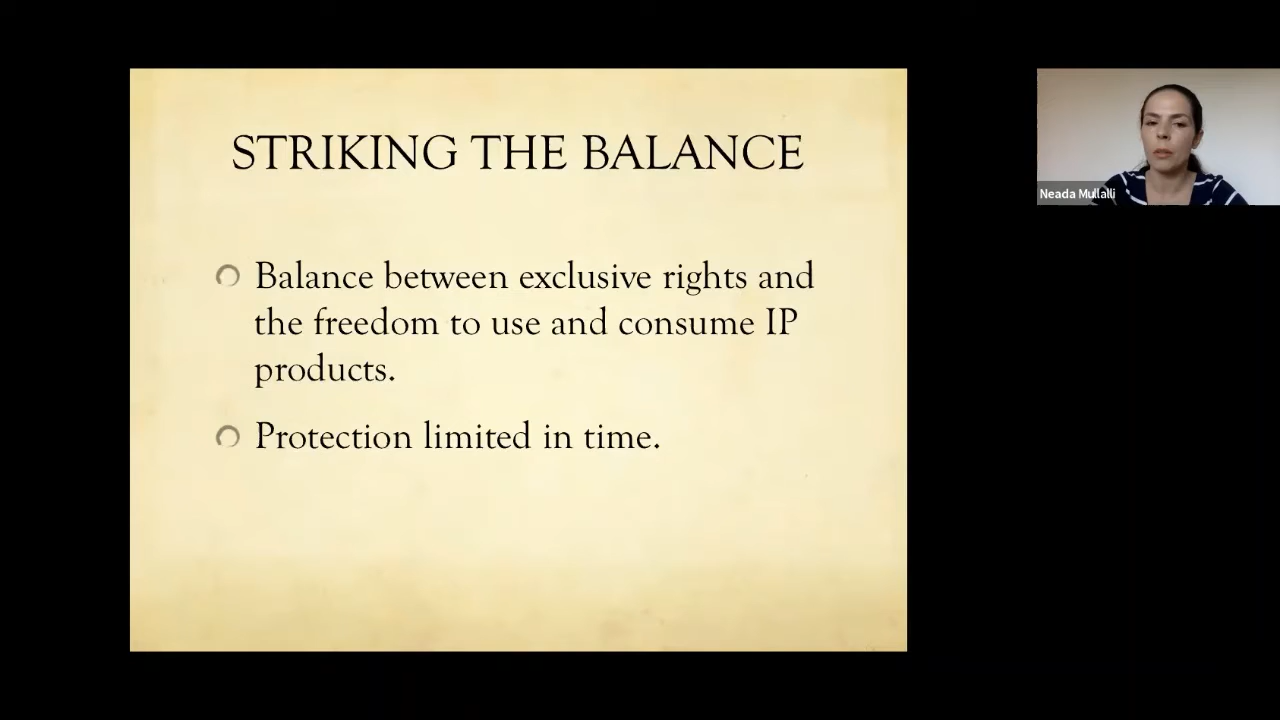 STRIKING THE BALANCE
Balance between exclusive rights and
the freedom to use and consume IP
products.
Protection limited in time.
Neada Mullalli